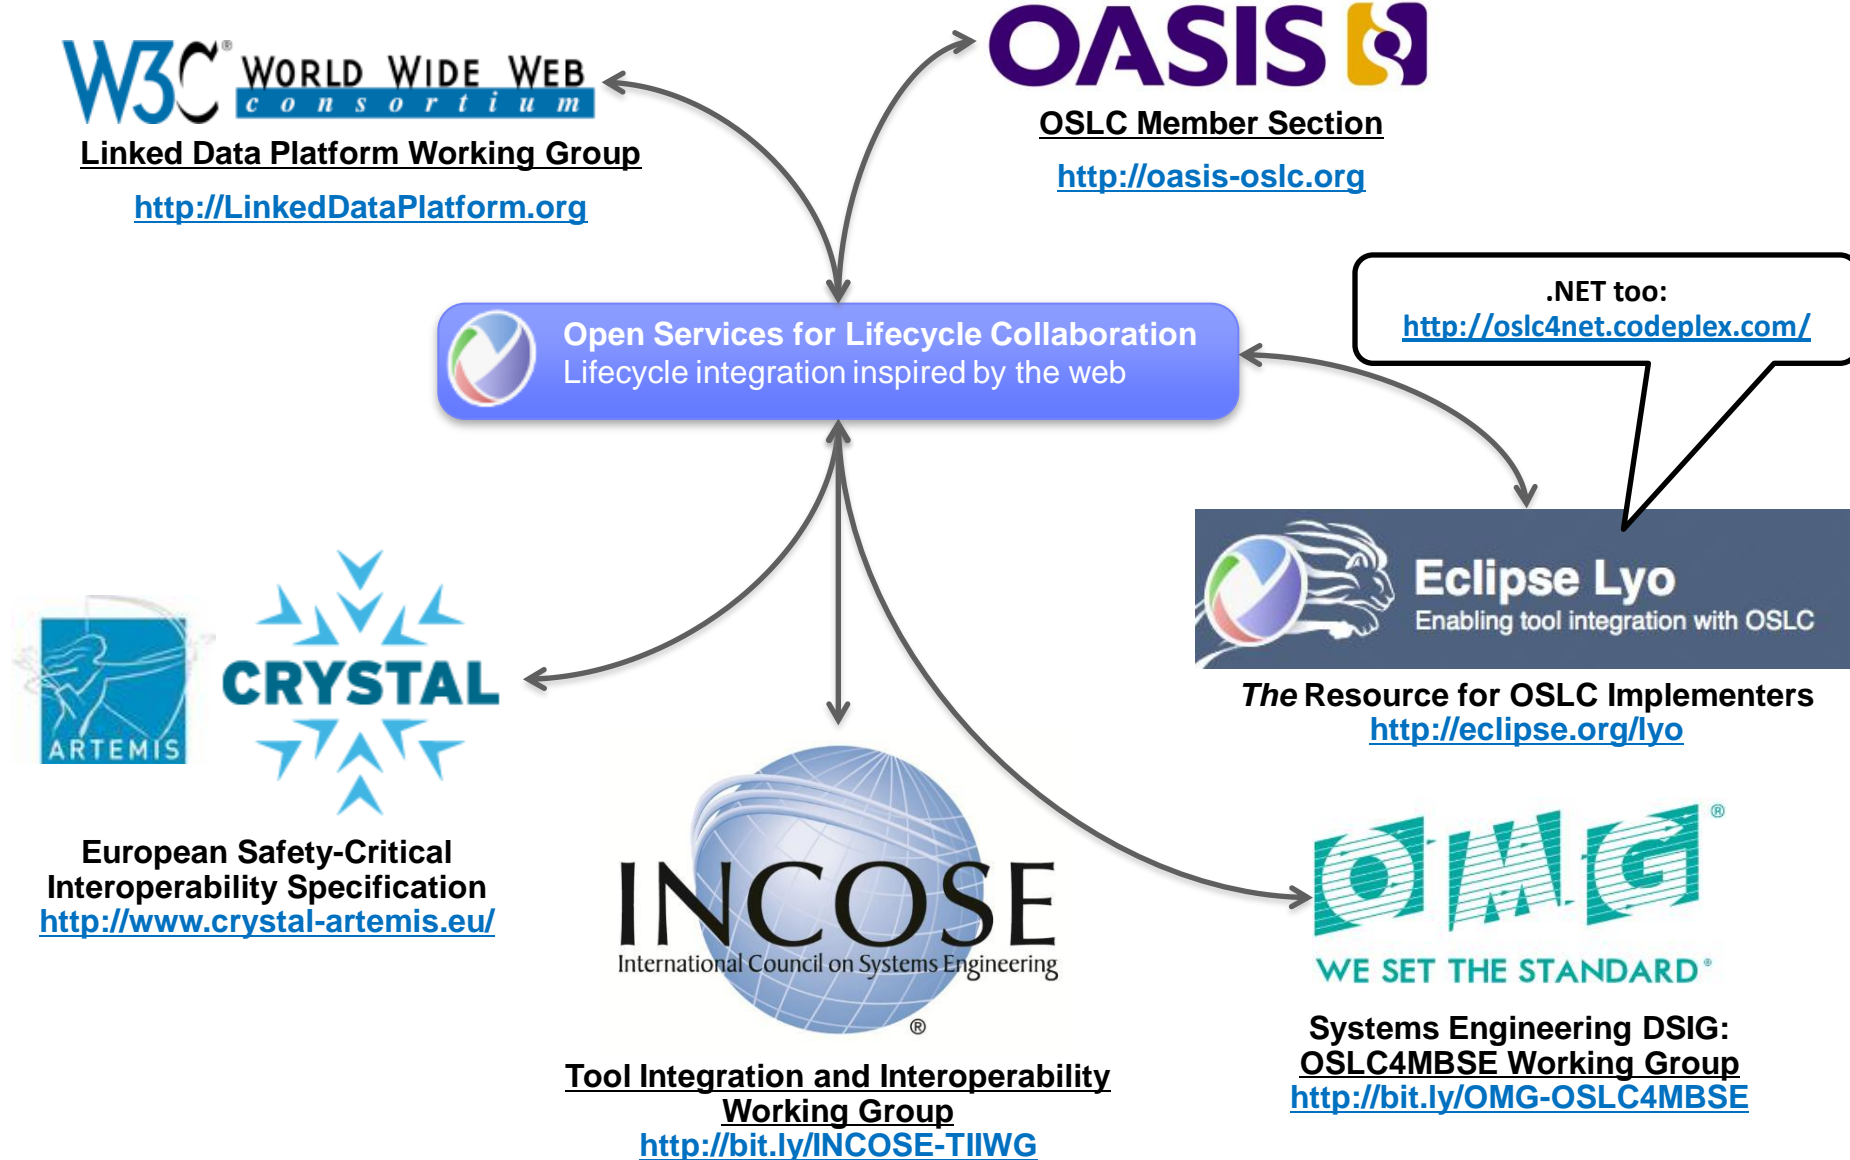 W3C® WORLD WIDE WEB
consortium
Linked Data Platform Working Group
http://LinkedDataPlatform.org
OASIS
OSLC Member Section
http://oasis-oslc.org
.NET too:
http://oslc4net.codeplex.com/
Open Services for Lifecycle Collaboration
Lifecycle integration inspired by the web
Eclipse Lyo
Enabling tool integration with OSLC
The Resource for OSLC Implementers
http://eclipse.org/lyo
ARTEMIS
CRYSTAL
European Safety-Critical
Interoperability Specification
http://www.crystal-artemis.eu/
INCOSE
International Council on Systems Engineering
®
Tool Integration and Interoperability
Working Group
http://bit.ly/INCOSE-TIIWG
OMG®
WE SET THE STANDARD®
Systems Engineering DSIG:
OSLC4MBSE Working Group
http://bit.ly/OMG-OSLC4MBSE